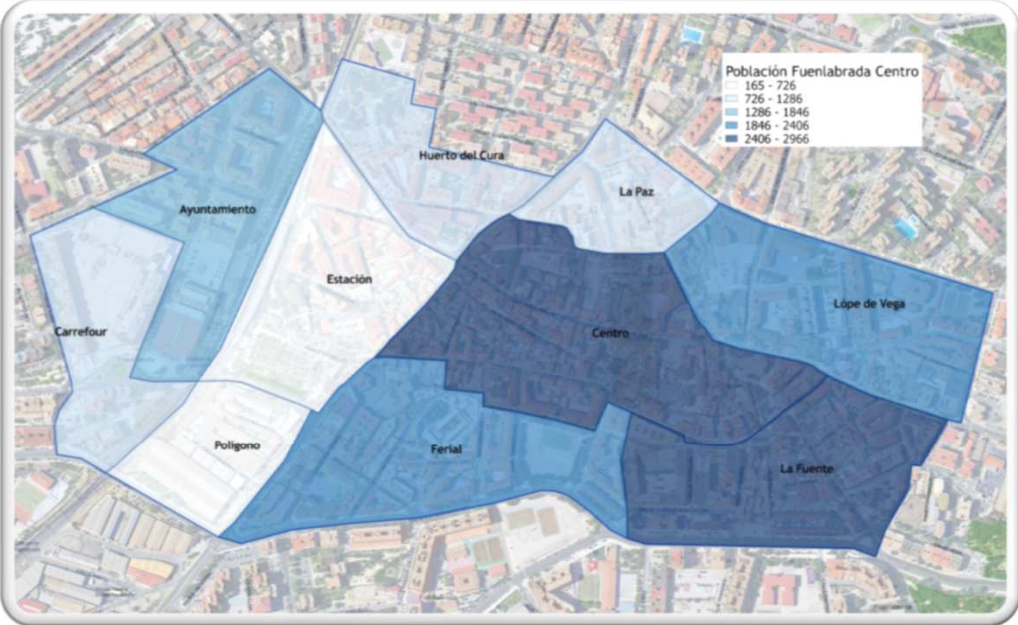 Población Fuenlabrada Centro
165 - 726
726 - 1286
1286 - 1846
1846 - 2406
2406 - 2966
Huerto del Cura
La Paz
Ayuntamiento
Estación
Lope de Vega
Carrefour
Centro
Polígono
Ferial
La Fuente